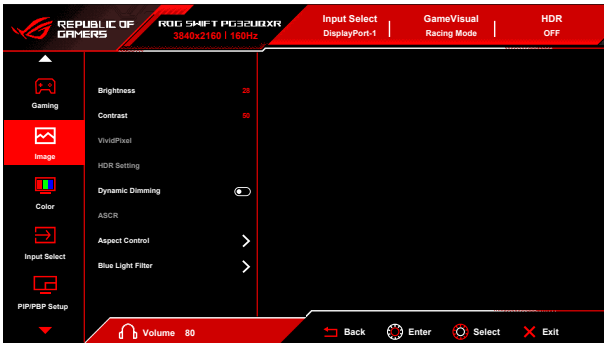 REPUBLIC OF
GAMERS
ROG SWIFT PG32UQXR
3840x2160 | 160Hz
Input Select
DisplayPort-1
GameVisual
Racing Mode
HDR
OFF
Gaming
Image
Color
Input Select
PIP/PBP Setup
Brightness 28
Contrast 50
VividPixel
HDR Setting
Dynamic Dimming
ASCR
Aspect Control
Blue Light Filter
Volume 80
Back
Enter
Select
Exit